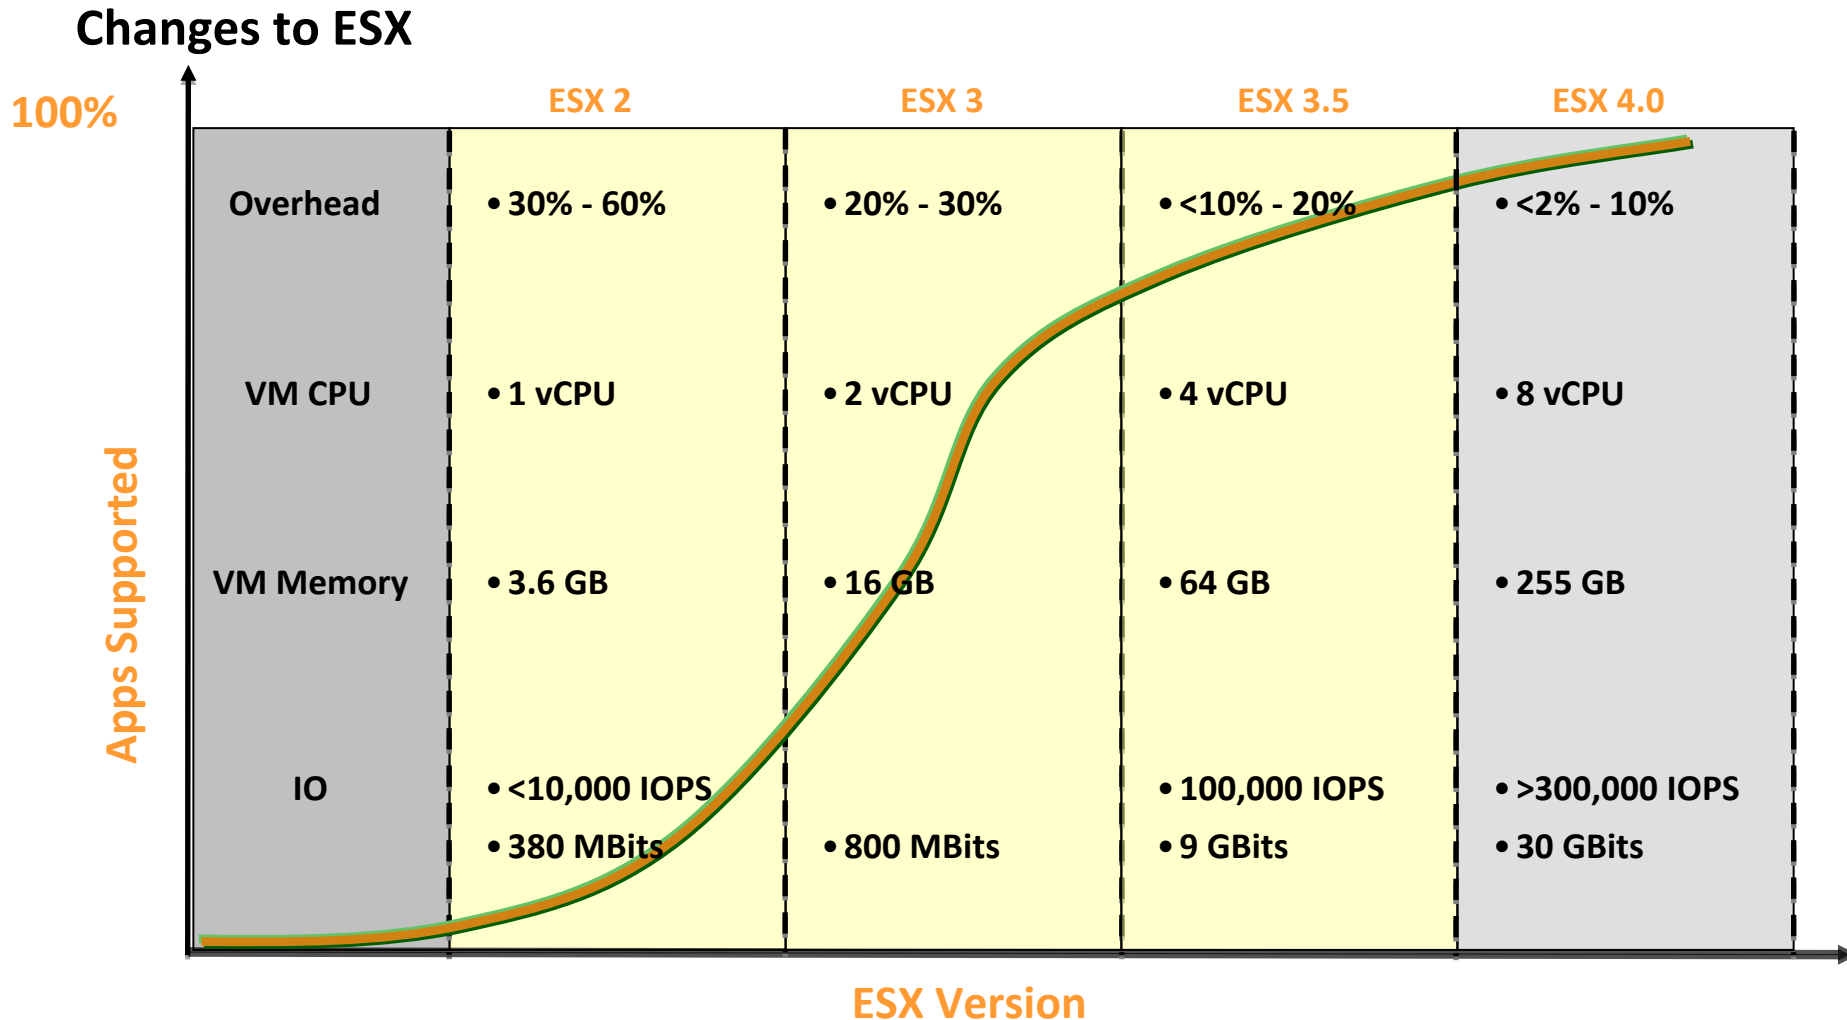 Changes to ESX
100%
ESX 2 ESX 3 ESX 3.5 ESX 4.0
Overhead • 30% - 60% • 20% - 30% • <10% - 20% • <2% - 10%
VM CPU • 1 vCPU • 2 vCPU • 4 vCPU • 8 vCPU
Apps Supported
VM Memory • 3.6 GB • 16 GB • 64 GB • 255 GB
IO • <10,000 IOPS • 100,000 IOPS • >300,000 IOPS
• 380 MBits • 800 MBits • 9 GBits • 30 GBits
ESX Version